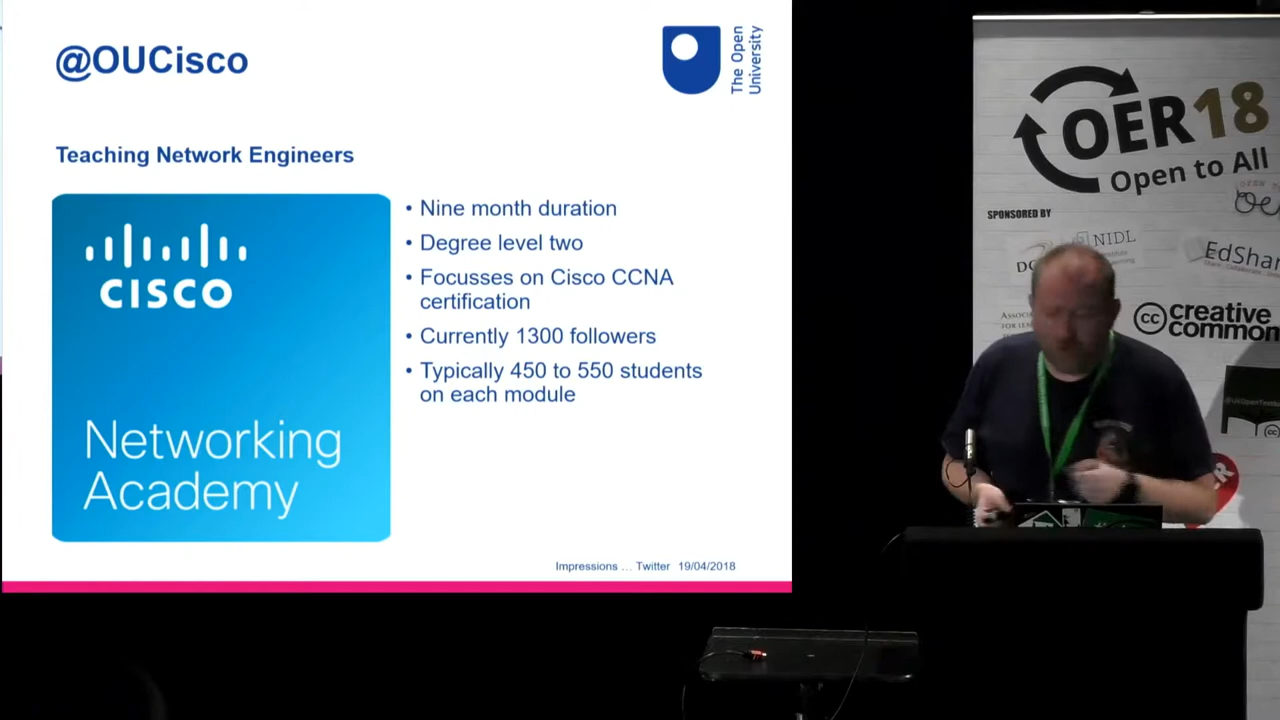 @OUCisco
The Open
University
Teaching Network Engineers
CISCO
Networking
Academy
• Nine month duration
• Degree level two
• Focusses on Cisco CCNA
certification
• Currently 1300 followers
• Typically 450 to 550 students
on each module
Impressions … Twitter 19/04/2018
OER18
Open to All
SPONSORED BY
NIDL
EdShar
cc creative
common
cc